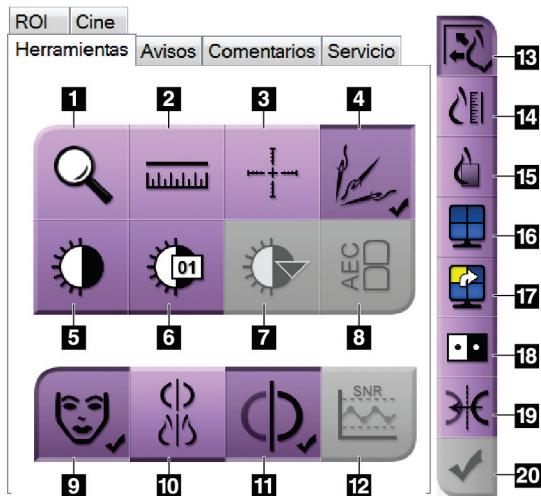 ROI Cine
Herramientas Avisos Comentarios Servicio
1 2 3 4
01
AEC
5 6 7 8
SNR
9 10 11 12
13
14
15
16
17
18
19
20